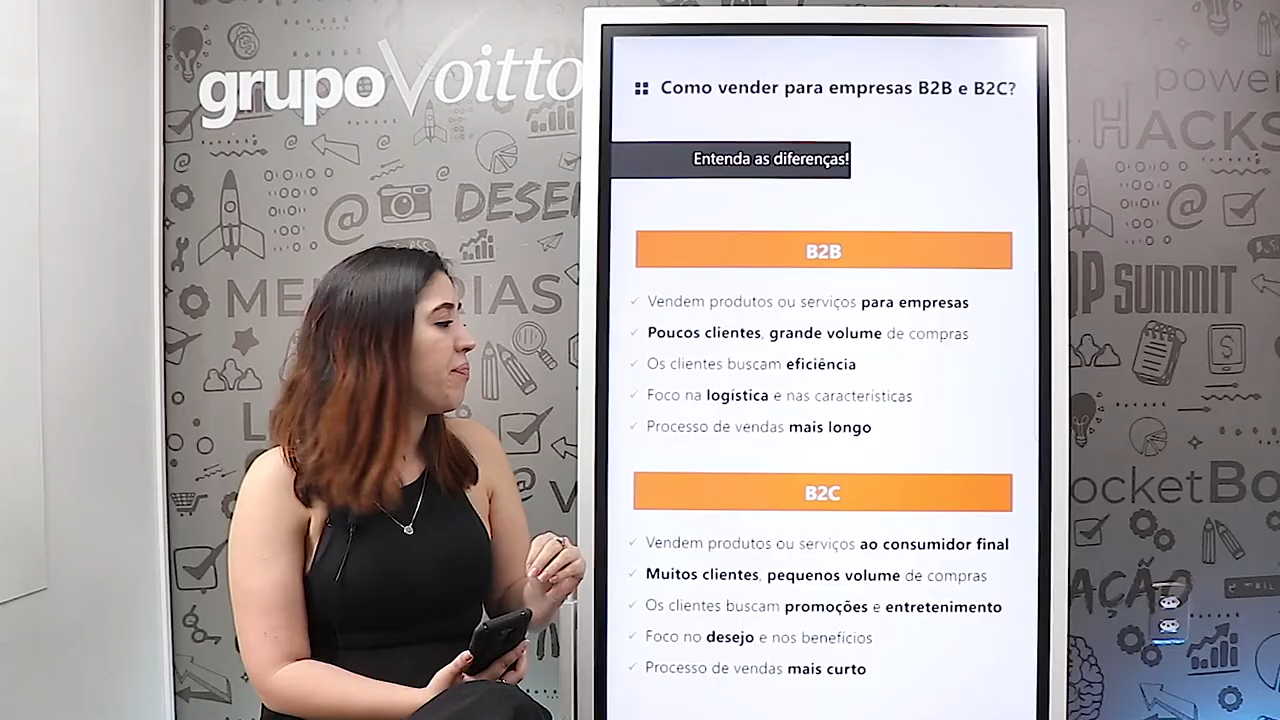 grupo Voitto
Como vender para empresas B2B e B2C?
Entenda as diferenças!
B2B
✓ Vendem produtos ou serviços para empresas
✓ Poucos clientes, grande volume de compras
✓ Os clientes buscam eficiência
✓ Foco na logística e nas características
✓ Processo de vendas mais longo
B2C
✓ Vendem produtos ou serviços ao consumidor final
✓ Muitos clientes, pequenos volume de compras
✓ Os clientes buscam promoções e entretenimento
✓ Foco no desejo e nos benefícios
✓ Processo de vendas mais curto
power
HACKS
DESE
UP SUMMIT
ocketBo
AÇÃO